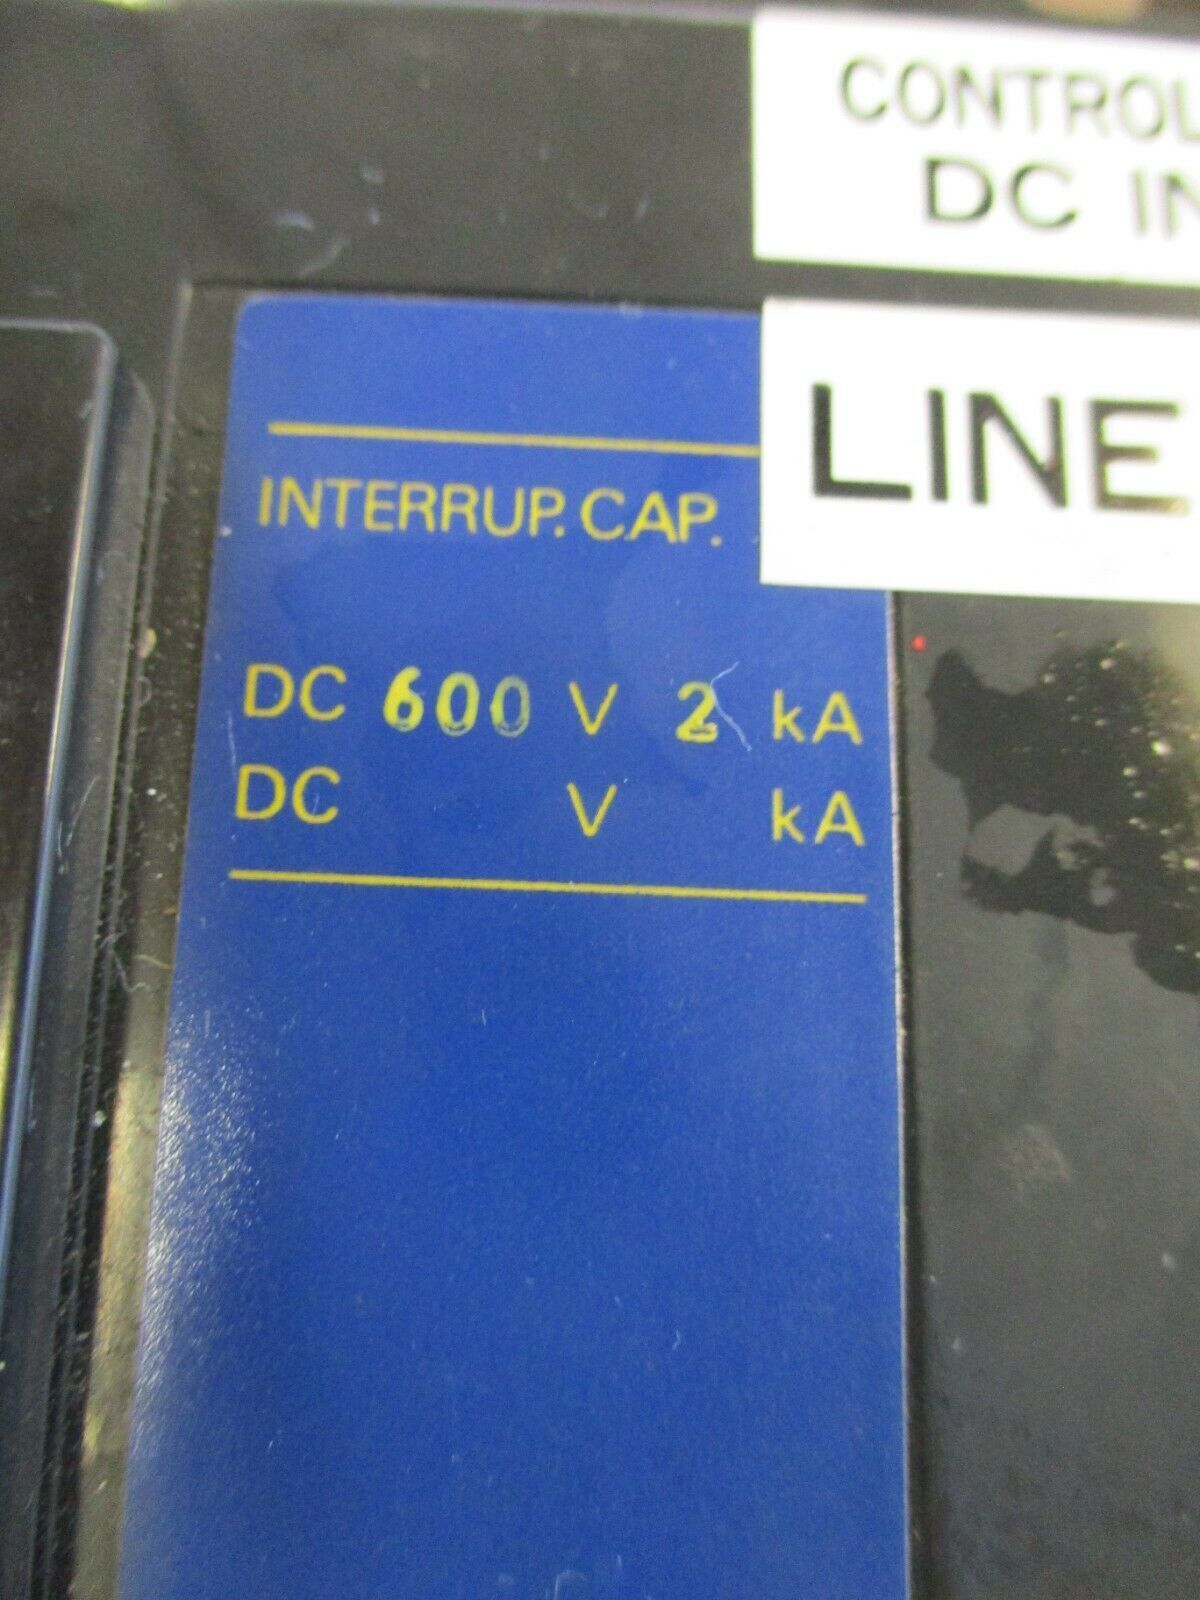 CONTROL
DC IN
LINE
INTERRUP. CAP.
DC 600 V 2 kA
DC V kA